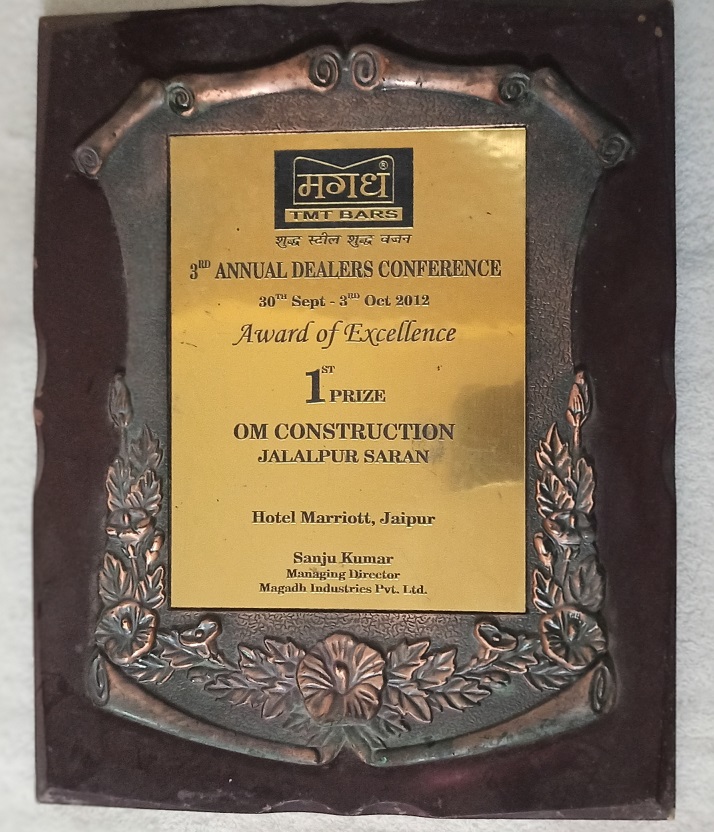 मगध®
TMT BARS
शुद्ध स्टील शुद्ध वजन
3RD ANNUAL DEALERS CONFERENCE
30TH Sept - 3RD Oct 2012
Award of Excellence
1ST PRIZE
OM CONSTRUCTION
JALALPUR SARAN
Hotel Marriott, Jaipur
Sanju Kumar
Managing Director
Magadh Industries Pvt. Ltd.